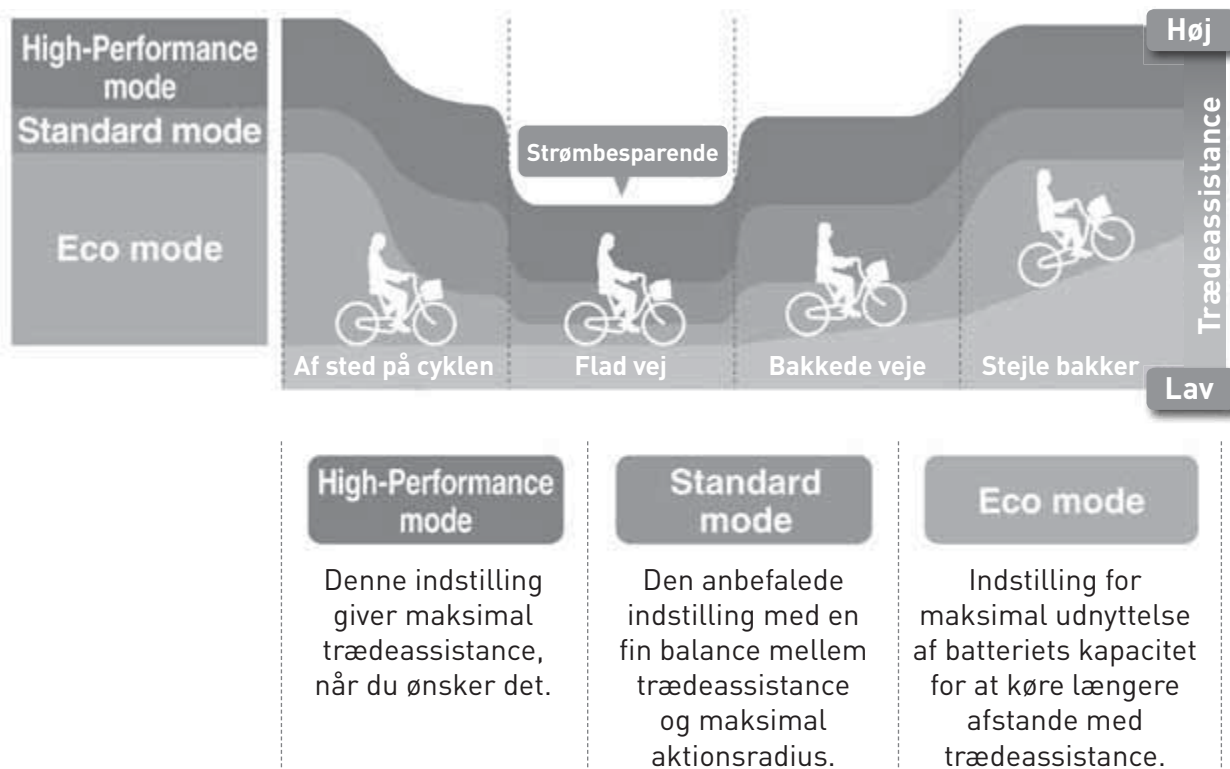 High-Performance
mode
Standard mode
Eco mode
Høj
Trædeassistance
Lav
Strømbesparende
Af sted på cyklen
Flad vej
Bakkede veje
Stejle bakker
High-Performance
mode
Denne indstilling
giver maksimal
trædeassistance,
når du ønsker det.
Standard
mode
Den anbefalede
indstilling med en
fin balance mellem
trædeassistance
og maksimal
aktionsradius.
Eco mode
Indstilling for
maksimal udnyttelse
af batteriets kapacitet
for at køre længere
afstande med
trædeassistance.